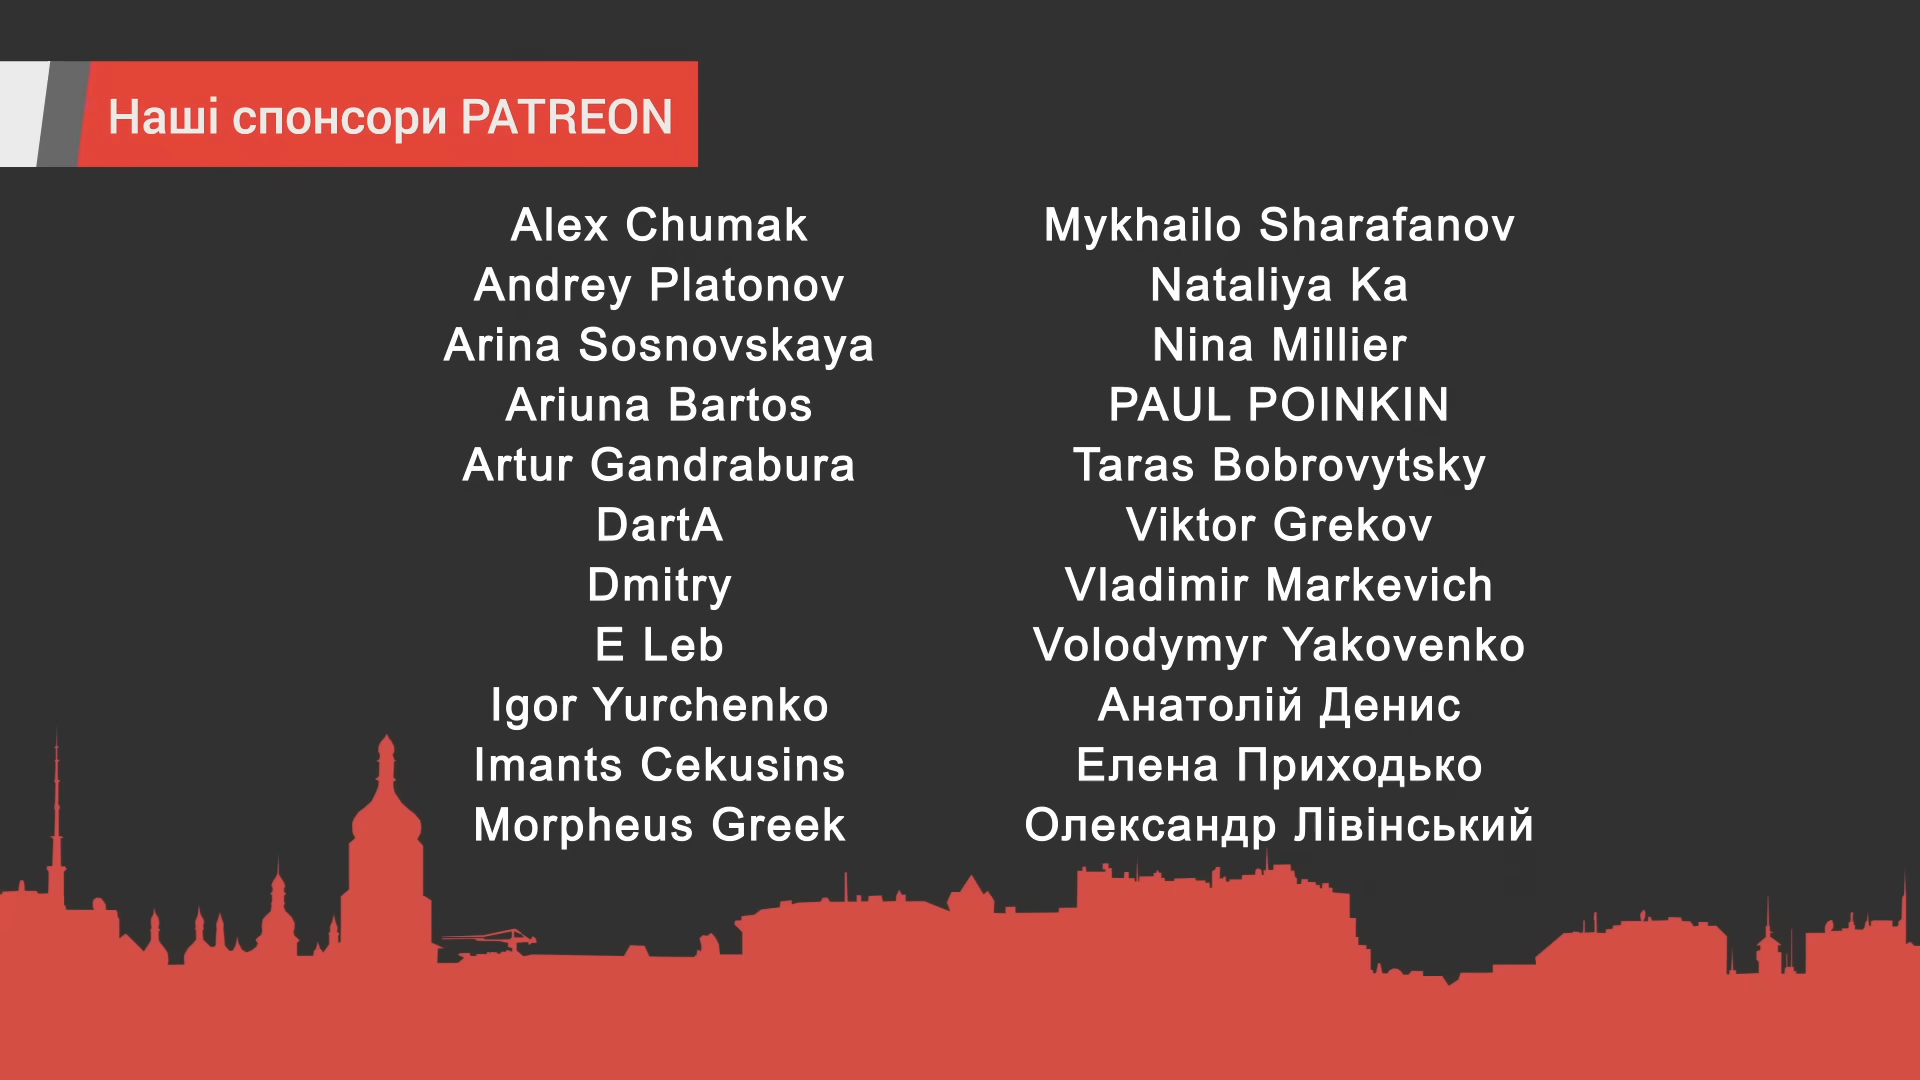 Наші спонсори PATREON
Alex Chumak
Andrey Platonov
Arina Sosnovskaya
Ariuna Bartos
Artur Gandrabura
DartA
Dmitry
E Leb
Igor Yurchenko
Imants Cekusins
Morpheus Greek
Mykhailo Sharafanov
Nataliya Ka
Nina Millier
PAUL POINKIN
Taras Bobrovytsky
Viktor Grekov
Vladimir Markevich
Volodymyr Yakovenko
Анатолій Денис
Елена Приходько
Олександр Лівінський